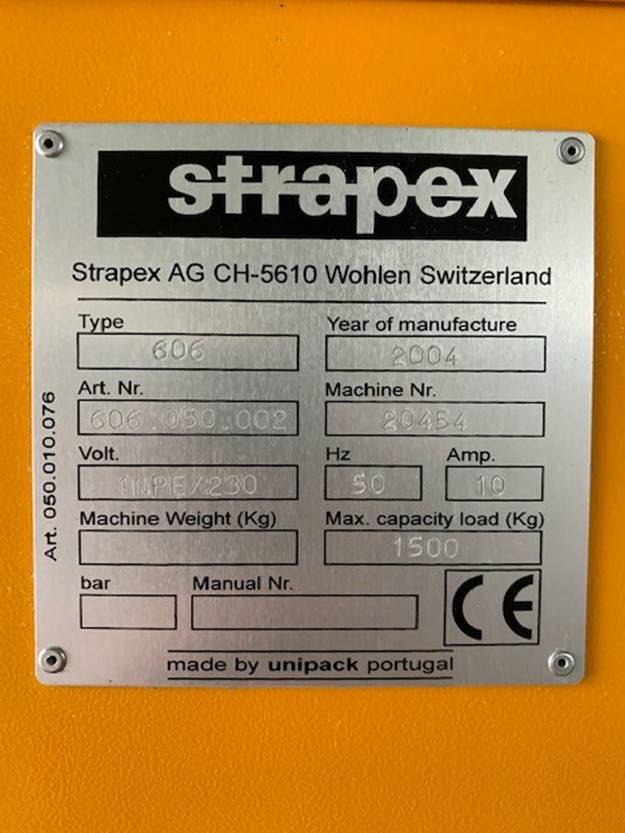 strapex
Strapex AG CH-5610 Wohlen Switzerland
Type
Year of manufacture
606
2004
Art. Nr.
Machine Nr.
606.050.002
20454
Volt.
Hz
Amp.
1NPE/230
50
10
Machine Weight (Kg)
Max. capacity load (Kg)
1500
bar
Manual Nr.
CE
made by unipack portugal
Art. 050.010.076